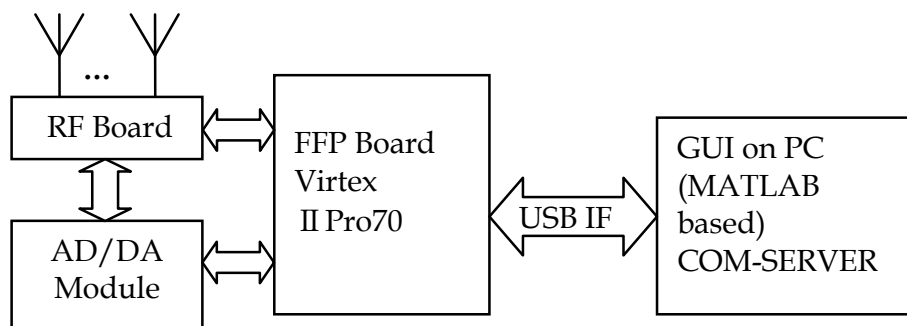 ...
RF Board
AD/DA
Module
FFP Board
Virtex
Ⅱ Pro70
USB IF
GUI on PC
(MATLAB
based)
COM-SERVER